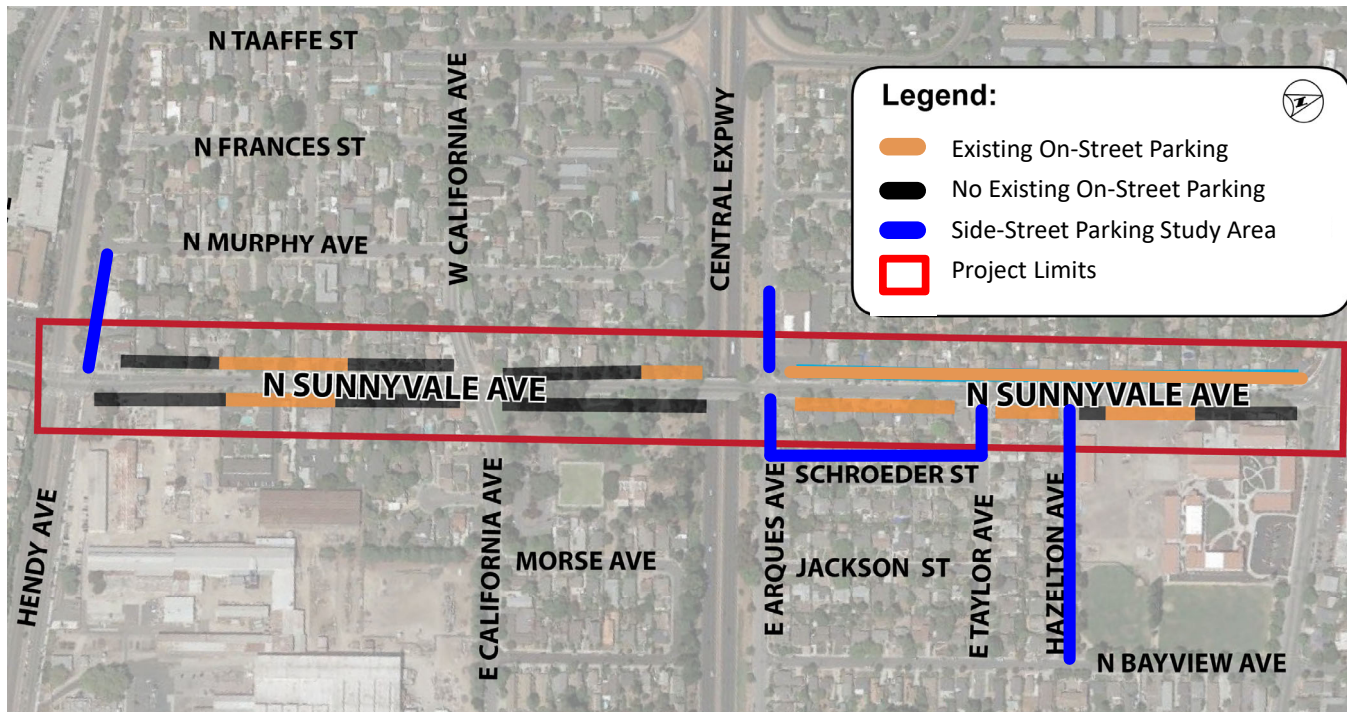 N TAAFFE ST
N FRANCES ST
N MURPHY AVE
W CALIFORNIA AVE
CENTRAL EXPWY
Legend:
Existing On-Street Parking
No Existing On-Street Parking
Side-Street Parking Study Area
Project Limits
N SUNNYVALE AVE
N SUNNYVALE AVE
HENDY AVE
E CALIFORNIA AVE
MORSE AVE
E ARQUES AVE
SCHROEDER ST
JACKSON ST
E TAYLOR AVE
HAZELTON AVE
N BAYVIEW AVE